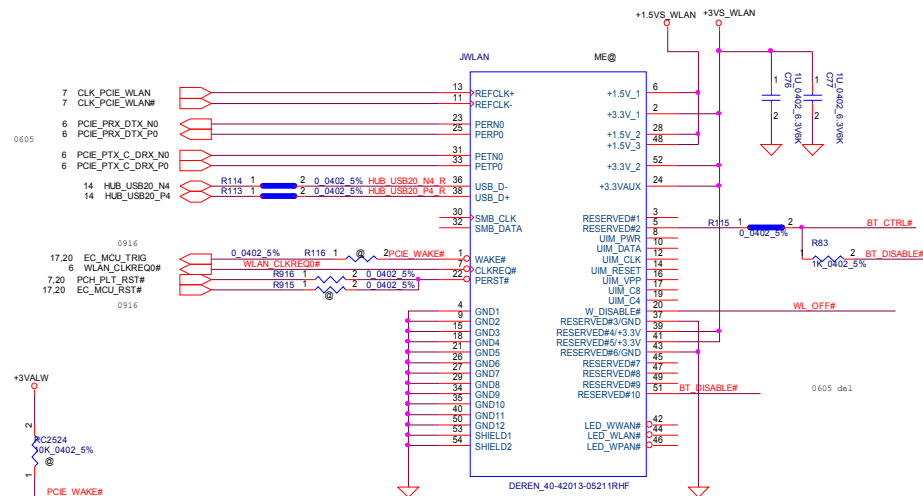 +1.5VS_WLAN
+3VS_WLAN
JWLAN
ME@
7 CLK_PCIE_WLAN
7 CLK_PCIE_WLAN#
6 PCIE_PRX_DTX_N0
6 PCIE_PRX_DTX_P0
0605
6 PCIE_PTX_C_DRX_N0
6 PCIE_PTX_C_DRX_P0
14 HUB_USB20_N4
14 HUB_USB20_P4
R114 1 2 0_0402_5% HUB_USB20_N4_R
R113 1 2 0_0402_5% HUB_USB20_P4_R
0916
17,20 EC_MCU_TRIG
6 WLAN_CLKREQ0#
7,20 PCH_PLT_RST#
17,20 EC_MCU_RST#
0916
0_0402_5% R116 1 @ 2 PCIE_WAKE#
WLAN_CLKREQ0#
R916 1 2 0_0402_5%
R915 1 2 0_0402_5%
@
13 REFCLK+
11 REFCLK-
23 PERN0
25 PERP0
31 PETN0
33 PETP0
36 USB_D-
38 USB_D+
30 SMB_CLK
32 SMB_DATA
1 WAKE#
7 CLKREQ#
22 PERST#
4 GND1
9 GND2
15 GND3
18 GND4
21 GND5
26 GND6
27 GND7
29 GND8
34 GND9
35 GND10
40 GND11
50 GND12
53 SHIELD1
54 SHIELD2
+1.5V_1 6
+3.3V_1 2
+1.5V_2 28
+1.5V_3 48
+3.3V_2 52
+3.3VAUX 24
RESERVED#1 3
RESERVED#2 5
UIM_PWR 8
UIM_DATA 10
UIM_CLK 12
UIM_RESET 14
UIM_VPP 16
UIM_C8 17
UIM_C4 19
W_DISABLE# 20
RESERVED#3/GND 37
RESERVED#4/+3.3V 39
RESERVED#5/+3.3V 41
RESERVED#6/GND 43
RESERVED#7 45
RESERVED#8 47
RESERVED#9 49
RESERVED#10 51
LED_WWAN# 42
LED_WLAN# 44
LED_WPAN# 46
1 2 C76 1U_0402_6.3V6K
1 2 C77 1U_0402_6.3V6K
R115 1 2 BT_CTRL#
0_0402_5%
R83
BT_DISABLE#
1K_0402_5%
WL_OFF#
BT_DISABLE#
0605 del
DEREN_40-42013-05211RHF
+3VALW
2
RC2524
10K_0402_5%
@
1
PCIE_WAKE#